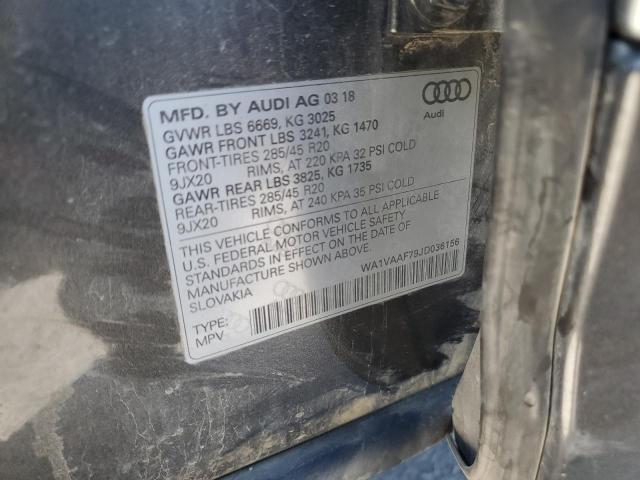 MFD. BY AUDI AG 03 18
Audi
GVWR LBS 6669, KG 3025
GAWR FRONT LBS 3241, KG 1470
FRONT-TIRES 285/45 R20
9JX20 RIMS, AT 220 KPA 32 PSI COLD
GAWR REAR LBS 3825, KG 1735
REAR-TIRES 285/45 R20
9JX20 RIMS, AT 240 KPA 35 PSI COLD
THIS VEHICLE CONFORMS TO ALL APPLICABLE
U.S. FEDERAL MOTOR VEHICLE SAFETY
STANDARDS IN EFFECT ON THE DATE OF
MANUFACTURE SHOWN ABOVE.
SLOVAKIA
WA1VAAF79JD036156
TYPE:
MPV